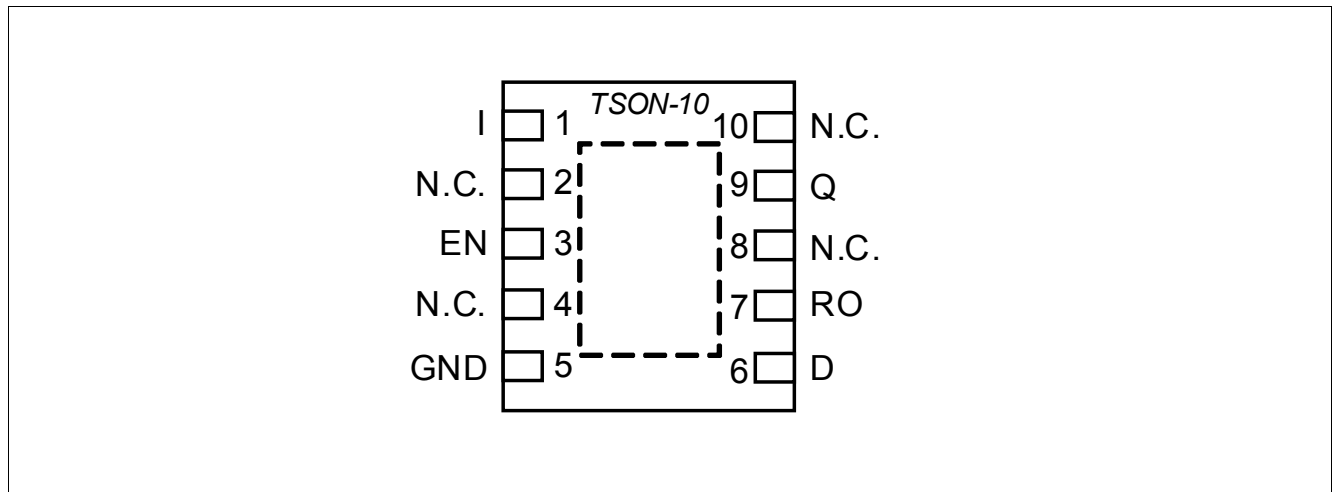 TSON-10
I 1 10 N.C.
N.C. 2 9 Q
EN 3 8 N.C.
N.C. 4 7 RO
GND 5 6 D